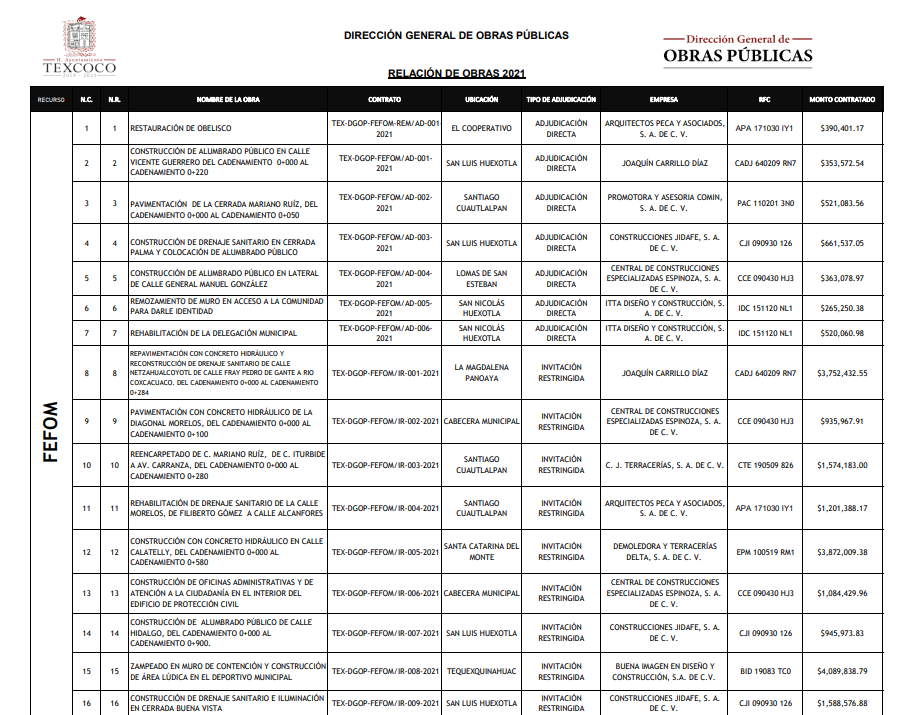 DIRECCIÓN GENERAL DE OBRAS PÚBLICAS
H. Ayuntamiento
TEXCOCO
2019 - 2021
Dirección General de
OBRAS PÚBLICAS
RELACIÓN DE OBRAS 2021
RECURSO N.C. N.R. NOMBRE DE LA OBRA CONTRATO UBICACIÓN TIPO DE ADJUDICACIÓN EMPRESA RFC MONTO CONTRATADO
FEFOM
1 1 RESTAURACIÓN DE OBELISCO
TEX-DGOP-FEFOM-REM/AD-001-
2021
EL COOPERATIVO
ADJUDICACIÓN
DIRECTA
ARQUITECTOS PECA Y ASOCIADOS,
S. A. DE C. V.
APA 171030 IY1 $390,401.17
2 2
CONSTRUCCIÓN DE ALUMBRADO PÚBLICO EN CALLE
VICENTE GUERRERO DEL CADENAMIENTO 0+000 AL
CADENAMIENTO 0+220
TEX-DGOP-FEFOM/AD-001-
2021
SAN LUIS HUEXOTLA
ADJUDICACIÓN
DIRECTA
JOAQUÍN CARRILLO DÍAZ
CADJ 640209 RN7 $353,572.54
3 3
PAVIMENTACIÓN DE LA CERRADA MARIANO RUÍZ, DEL
CADENAMIENTO 0+000 AL CADENAMIENTO 0+050
TEX-DGOP-FEFOM/AD-002-
2021
SANTIAGO
CUAUTLALPAN
ADJUDICACIÓN
DIRECTA
PROMOTORA Y ASESORIA COMIN,
S. A. DE C. V.
PAC 110201 3N0 $521,083.56
4 4
CONSTRUCCIÓN DE DRENAJE SANITARIO EN CERRADA
PALMA Y COLOCACIÓN DE ALUMBRADO PÚBLICO
TEX-DGOP-FEFOM/AD-003-
2021
SAN LUIS HUEXOTLA
ADJUDICACIÓN
DIRECTA
CONSTRUCCIONES JIDAFE, S. A.
DE C. V.
CJI 090930 126 $661,537.05
5 5
CONSTRUCCIÓN DE ALUMBRADO PÚBLICO EN LATERAL
DE CALLE GENERAL MANUEL GONZÁLEZ
TEX-DGOP-FEFOM/AD-004-
2021
LOMAS DE SAN
ESTEBAN
ADJUDICACIÓN
DIRECTA
CENTRAL DE CONSTRUCCIONES
ESPECIALIZADAS ESPINOZA, S. A.
DE C. V.
CCE 090430 HJ3 $363,078.97
6 6
REMOZAMIENTO DE MURO EN ACCESO A LA COMUNIDAD
PARA DARLE IDENTIDAD
TEX-DGOP-FEFOM/AD-005-
2021
SAN NICOLÁS
HUEXOTLA
ADJUDICACIÓN
DIRECTA
ITTA DISEÑO Y CONSTRUCCIÓN, S.
A. DE C. V.
IDC 151120 NL1 $265,250.38
7 7 REHABILITACIÓN DE LA DELEGACIÓN MUNICIPAL
TEX-DGOP-FEFOM/AD-006-
2021
SAN NICOLÁS
HUEXOTLA
ADJUDICACIÓN
DIRECTA
ITTA DISEÑO Y CONSTRUCCIÓN, S.
A. DE C. V.
IDC 151120 NL1 $520,060.98
8 8
REPAVIMENTACIÓN CON CONCRETO HIDRÁULICO Y
RECONSTRUCCIÓN DE DRENAJE SANITARIO DE CALLE
NETZAHUALCOYOTL DE CALLE FRAY PEDRO DE GANTE A RIO
COXCACUACO. DEL CADENAMIENTO 0+000 AL CADENAMIENTO
0+284
TEX-DGOP-FEFOM/IR-001-2021
LA MAGDALENA
PANOAYA
INVITACIÓN
RESTRINGIDA
JOAQUÍN CARRILLO DÍAZ
CADJ 640209 RN7 $3,752,432.55
9 9
PAVIMENTACIÓN CON CONCRETO HIDRÁULICO DE LA
DIAGONAL MORELOS, DEL CADENAMIENTO 0+000 AL
CADENAMIENTO 0+100
TEX-DGOP-FEFOM/IR-002-2021
CABECERA MUNICIPAL
INVITACIÓN
RESTRINGIDA
CENTRAL DE CONSTRUCCIONES
ESPECIALIZADAS ESPINOZA, S. A.
DE C. V.
CCE 090430 HJ3 $935,967.91
10 10
REENCARPETADO DE C. MARIANO RUÍZ, DE C. ITURBIDE
A AV. CARRANZA, DEL CADENAMIENTO 0+000 AL
CADENAMIENTO 0+280
TEX-DGOP-FEFOM/IR-003-2021
SANTIAGO
CUAUTLALPAN
INVITACIÓN
RESTRINGIDA
C. J. TERRACERÍAS, S. A. DE C. V.
CTE 190509 826 $1,574,183.00
11 11
REHABILITACIÓN DE DRENAJE SANITARIO DE LA CALLE
MORELOS, DE FILIBERTO GÓMEZ A CALLE ALCANFORES
TEX-DGOP-FEFOM/IR-004-2021
SANTIAGO
CUAUTLALPAN
INVITACIÓN
RESTRINGIDA
ARQUITECTOS PECA Y ASOCIADOS,
S. A. DE C. V.
APA 171030 IY1 $1,201,388.17
12 12
CONSTRUCCIÓN CON CONCRETO HIDRÁULICO EN CALLE
CALATELLY, DEL CADENAMIENTO 0+000 AL
CADENAMIENTO 0+580
TEX-DGOP-FEFOM/IR-005-2021
SANTA CATARINA DEL
MONTE
INVITACIÓN
RESTRINGIDA
DEMOLEDORA Y TERRACERÍAS
DELTA, S. A. DE C. V.
EPM 100519 RM1 $3,872,009.38
13 13
CONSTRUCCIÓN DE OFICINAS ADMINISTRATIVAS Y DE
ATENCIÓN A LA CIUDADANÍA EN EL INTERIOR DEL
EDIFICIO DE PROTECCIÓN CIVIL
TEX-DGOP-FEFOM/IR-006-2021
CABECERA MUNICIPAL
INVITACIÓN
RESTRINGIDA
CENTRAL DE CONSTRUCCIONES
ESPECIALIZADAS ESPINOZA, S. A.
DE C. V.
CCE 090430 HJ3 $1,084,429.96
14 14
CONSTRUCCIÓN DE ALUMBRADO PÚBLICO DE CALLE
HIDALGO, DEL CADENAMIENTO 0+000 AL
CADENAMIENTO 0+900.
TEX-DGOP-FEFOM/IR-007-2021
SAN LUIS HUEXOTLA
INVITACIÓN
RESTRINGIDA
CONSTRUCCIONES JIDAFE, S. A.
DE C. V.
CJI 090930 126 $945,973.83
15 15
ZAMPEADO EN MURO DE CONTENCIÓN Y CONSTRUCCIÓN
DE ÁREA LÚDICA EN EL DEPORTIVO MUNICIPAL
TEX-DGOP-FEFOM/IR-008-2021
TEQUEXQUINAHUAC
INVITACIÓN
RESTRINGIDA
BUENA IMAGEN EN DISEÑO Y
CONSTRUCCIÓN, S.A. DE C.V.
BID 19083 TC0 $4,089,838.79
16 16
CONSTRUCCIÓN DE DRENAJE SANITARIO E ILUMINACIÓN
EN CERRADA BUENA VISTA
TEX-DGOP-FEFOM/IR-009-2021
SAN LUIS HUEXOTLA
INVITACIÓN
RESTRINGIDA
CONSTRUCCIONES JIDAFE, S. A.
DE C. V.
CJI 090930 126 $1,588,576.88